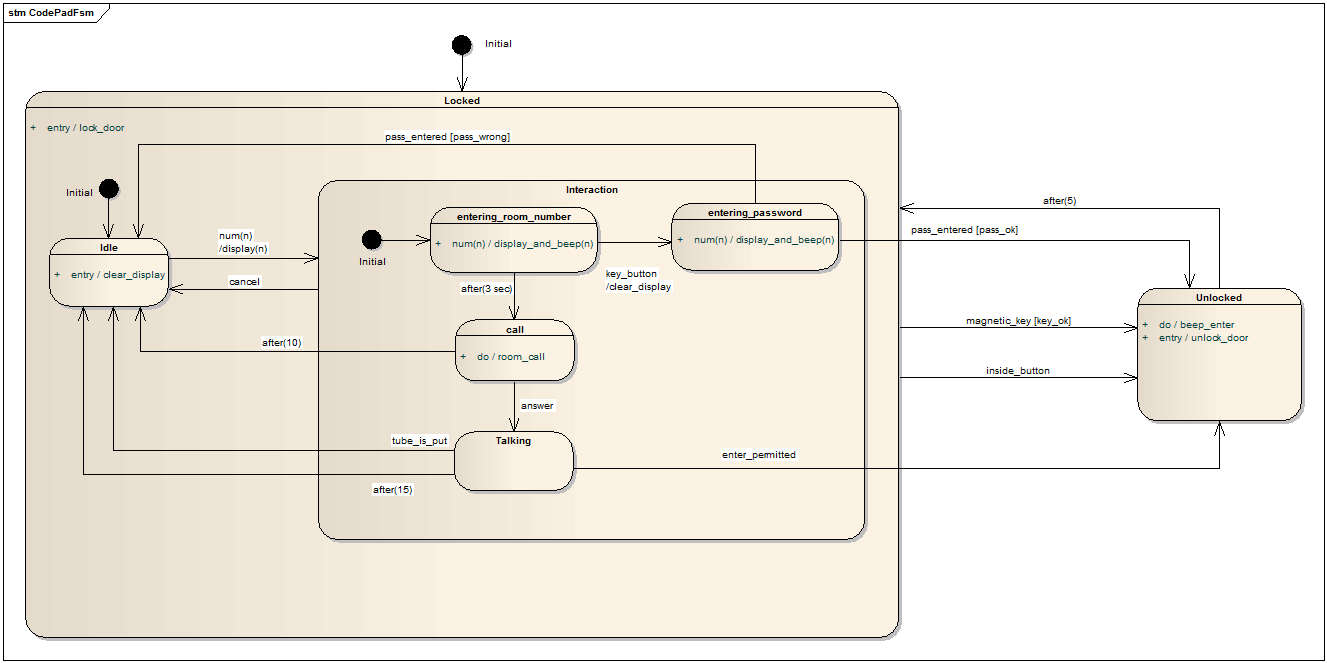 stm CodePadFsm
Initial
Locked
+ entry / lock_door
pass_entered [pass_wrong]
Initial
Interaction
Idle
+ entry / clear_display
num(n)
/display(n)
cancel
Initial
entering_room_number
+ num(n) / display_and_beep(n)
entering_password
+ num(n) / display_and_beep(n)
key_button
/clear_display
after(3 sec)
call
+ do / room_call
after(10)
answer
Talking
tube_is_put
after(15)
enter_permitted
after(5)
pass_entered [pass_ok]
magnetic_key [key_ok]
inside_button
Unlocked
+ do / beep_enter
+ entry / unlock_door